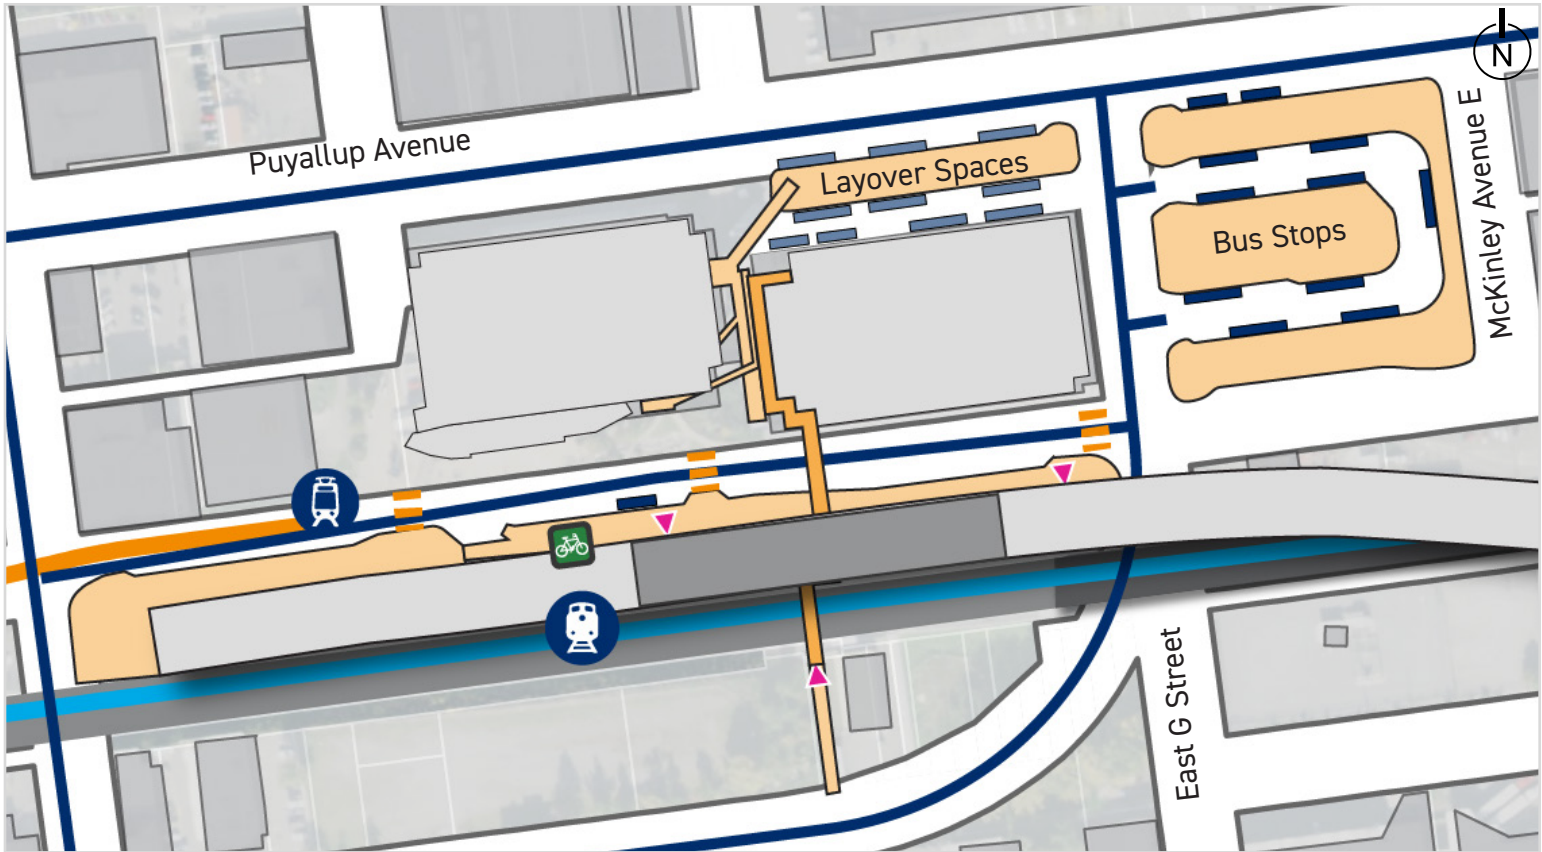 N
Puyallup Avenue
Layover Spaces
Bus Stops
McKinley Avenue E
East G Street